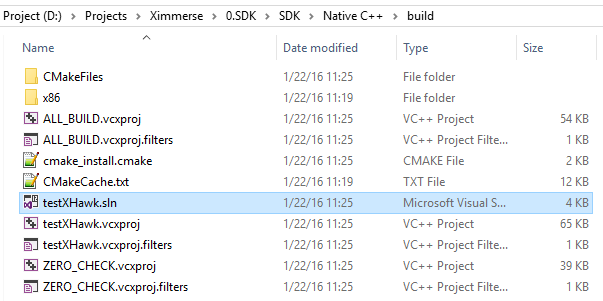 Project (D:) > Projects > Ximmerse > 0.SDK > SDK > Native C++ > build
Name Date modified Type Size
CMakeFiles 1/22/16 11:25 File folder
x86 1/22/16 11:19 File folder
ALL_BUILD.vcxproj 1/22/16 11:25 VC++ Project 54 KB
ALL_BUILD.vcxproj.filters 1/22/16 11:25 VC++ Project Filte... 1 KB
cmake_install.cmake 1/22/16 11:25 CMAKE File 2 KB
CMakeCache.txt 1/22/16 11:19 TXT File 12 KB
testXHawk.sln 1/22/16 11:25 Microsoft Visual S... 4 KB
testXHawk.vcxproj 1/22/16 11:25 VC++ Project 65 KB
testXHawk.vcxproj.filters 1/22/16 11:25 VC++ Project Filte... 1 KB
ZERO_CHECK.vcxproj 1/22/16 11:25 VC++ Project 39 KB
ZERO_CHECK.vcxproj.filters 1/22/16 11:25 VC++ Project Filte... 1 KB